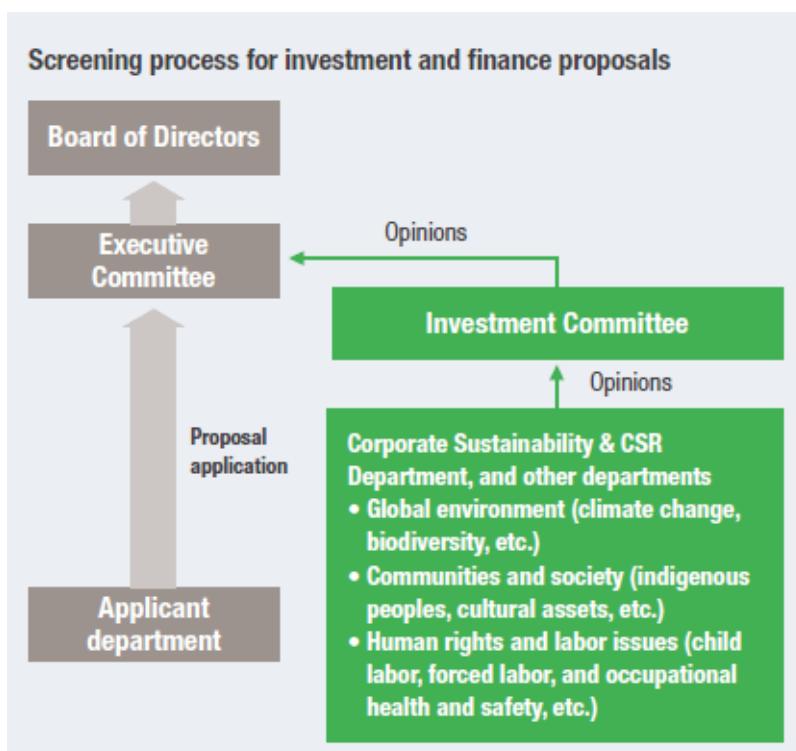 Screening process for investment and finance proposals
Board of Directors
Executive
Committee
Opinions
Investment Committee
Opinions
Proposal
application
Corporate Sustainability & CSR
Department, and other departments
• Global environment (climate change,
biodiversity, etc.)
• Communities and society (indigenous
peoples, cultural assets, etc.)
• Human rights and labor issues (child
labor, forced labor, and occupational
health and safety, etc.)
Applicant
department